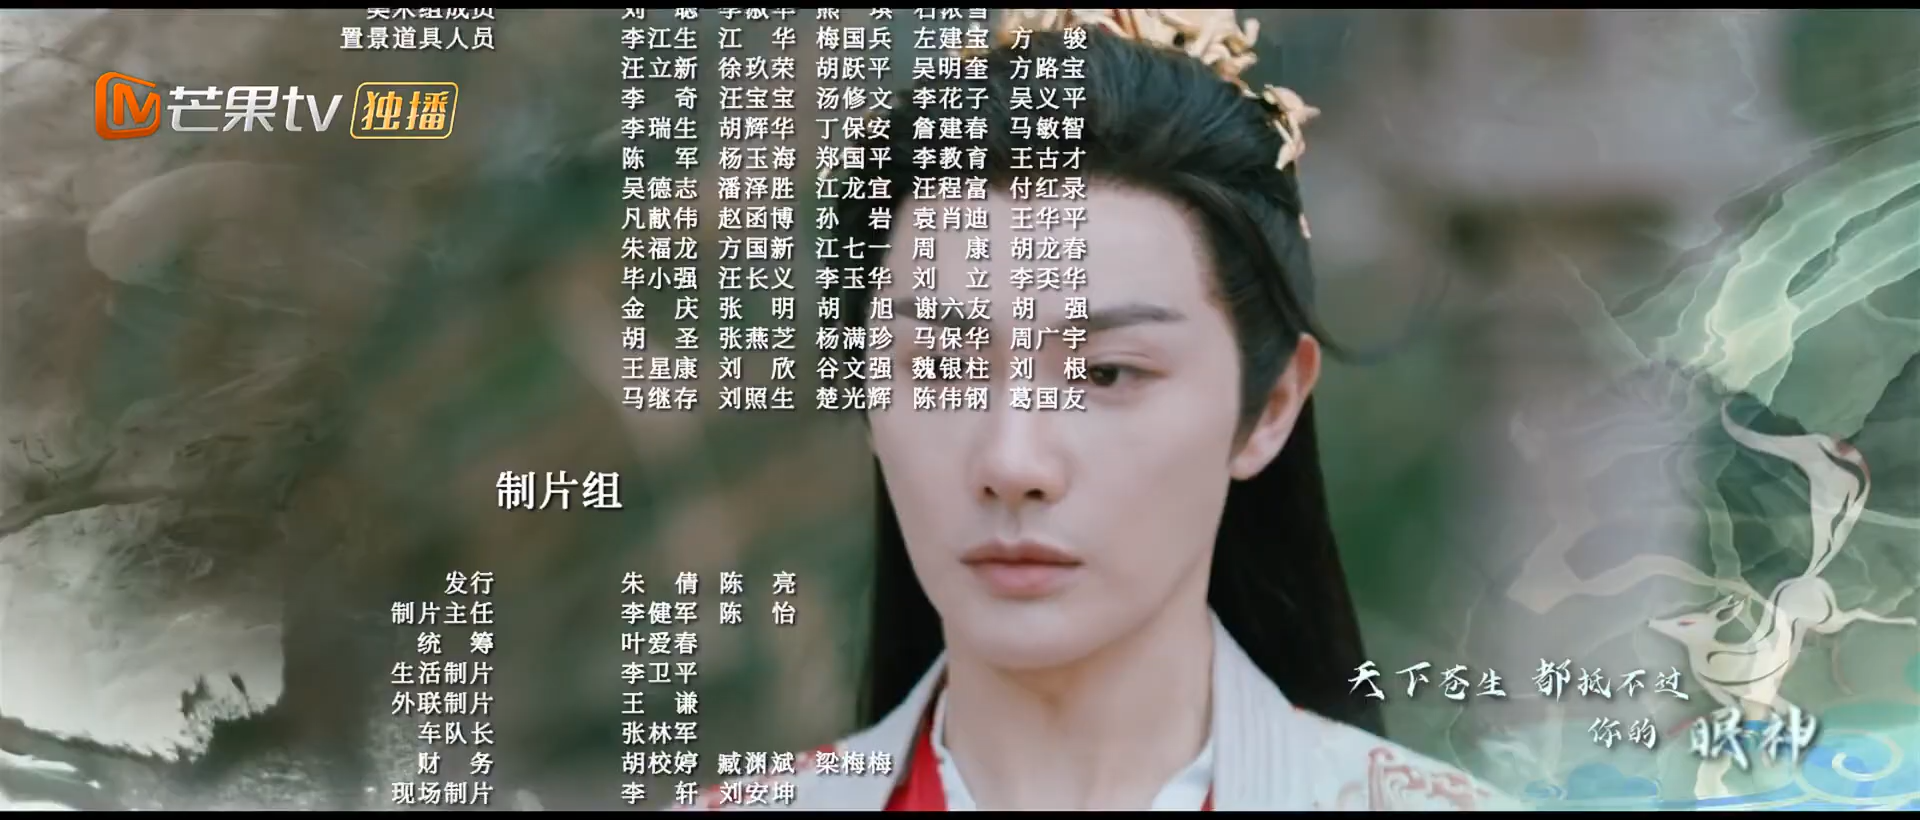 置景道具人员 李江生 江华 梅国兵 左建宝 方骏
汪立新 徐玖荣 胡跃平 吴明奎 方路宝
芒果tv 独播
李奇 汪宝宝 汤修文 李花子 吴义平
李瑞生 胡辉华 丁保安 詹建春 马敏智
陈军 杨玉海 郑国平 李教育 王古才
吴德志 潘泽胜 江龙宜 汪程富 付红录
凡献伟 赵函博 孙岩 袁肖迪 王华平
朱福龙 方国新 江七一 周康 胡龙春
毕小强 汪长义 李玉华 刘立 李奕华
金庆 张明 胡旭 谢六友 胡强
胡圣 张燕芝 杨满珍 马保华 周广宇
王星康 刘欣 谷文强 魏银柱 刘根
马继存 刘照生 楚光辉 陈伟钢 葛国友
制片组
发行 朱倩 陈亮
制片主任 李健军 陈怡
统筹 叶爱春
生活制片 李卫平
外联制片 王谦
车队长 张林军
财务 胡校婷 臧渊斌 梁梅梅
现场制片 李轩 刘安坤
天下苍生 都抵不过
你的 眼神